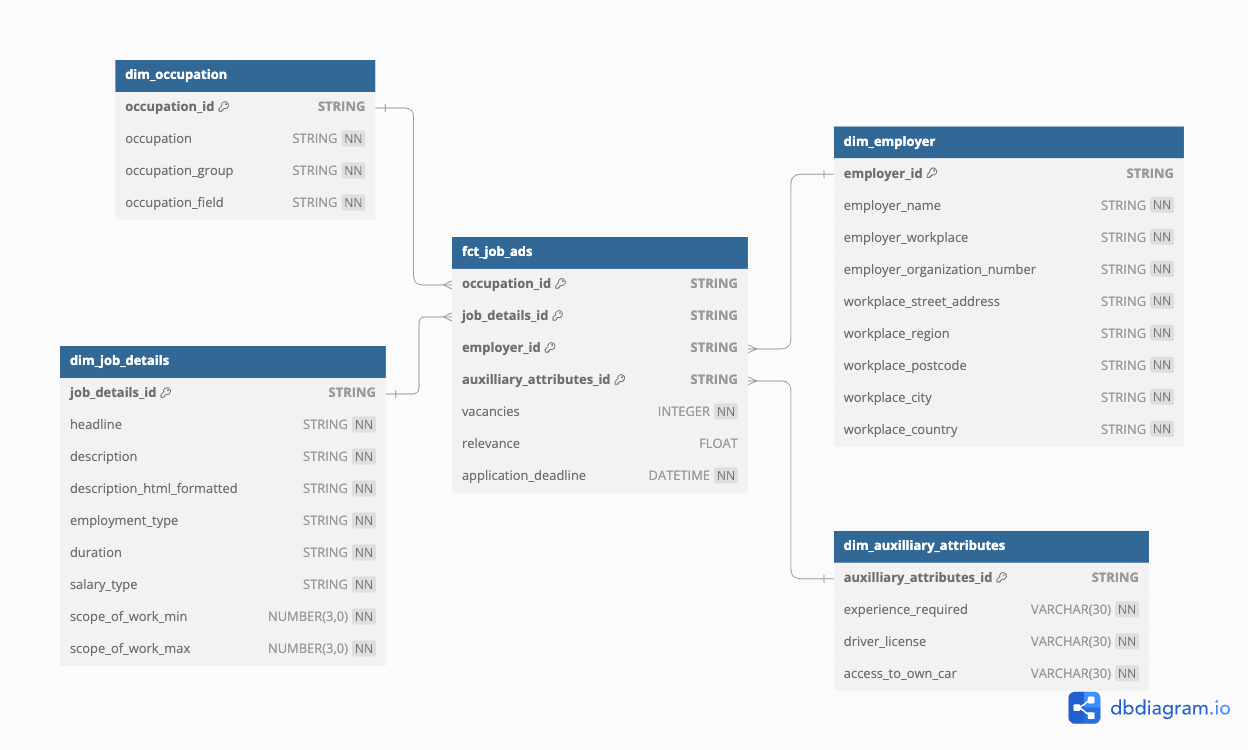 dim_occupation
occupation_id STRING
occupation STRING NN
occupation_group STRING NN
occupation_field STRING NN
dim_job_details
job_details_id STRING
headline STRING NN
description STRING NN
description_html_formatted STRING NN
employment_type STRING NN
duration STRING NN
salary_type STRING NN
scope_of_work_min NUMBER(3,0) NN
scope_of_work_max NUMBER(3,0) NN
fct_job_ads
occupation_id STRING
job_details_id STRING
employer_id STRING
auxilliary_attributes_id STRING
vacancies INTEGER NN
relevance FLOAT
application_deadline DATETIME NN
dim_employer
employer_id STRING
employer_name STRING NN
employer_workplace STRING NN
employer_organization_number STRING NN
workplace_street_address STRING NN
workplace_region STRING NN
workplace_postcode STRING NN
workplace_city STRING NN
workplace_country STRING NN
dim_auxilliary_attributes
auxilliary_attributes_id STRING
experience_required VARCHAR(30) NN
driver_license VARCHAR(30) NN
access_to_own_car VARCHAR(30) NN
dbdiagram.io